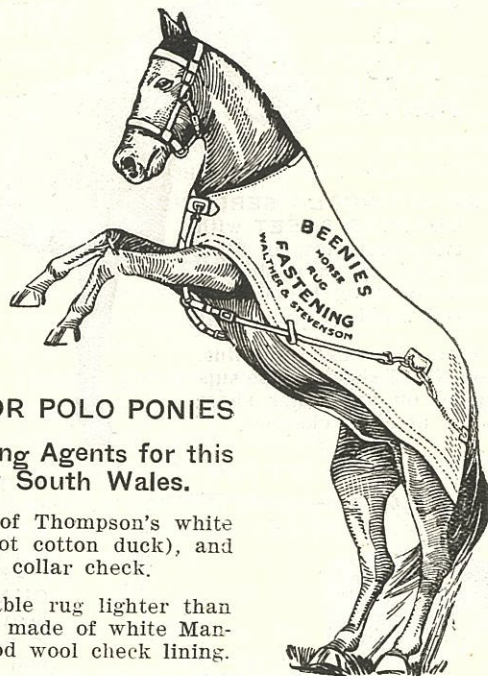 BEENIES
HORSE
RUG
FASTENING
WALTHER & STEVENSON
OR POLO PONIES
ng Agents for this
South Wales.
of Thompson's white
ot cotton duck), and
collar check.
able rug lighter than
made of white Man-
od wool check lining.